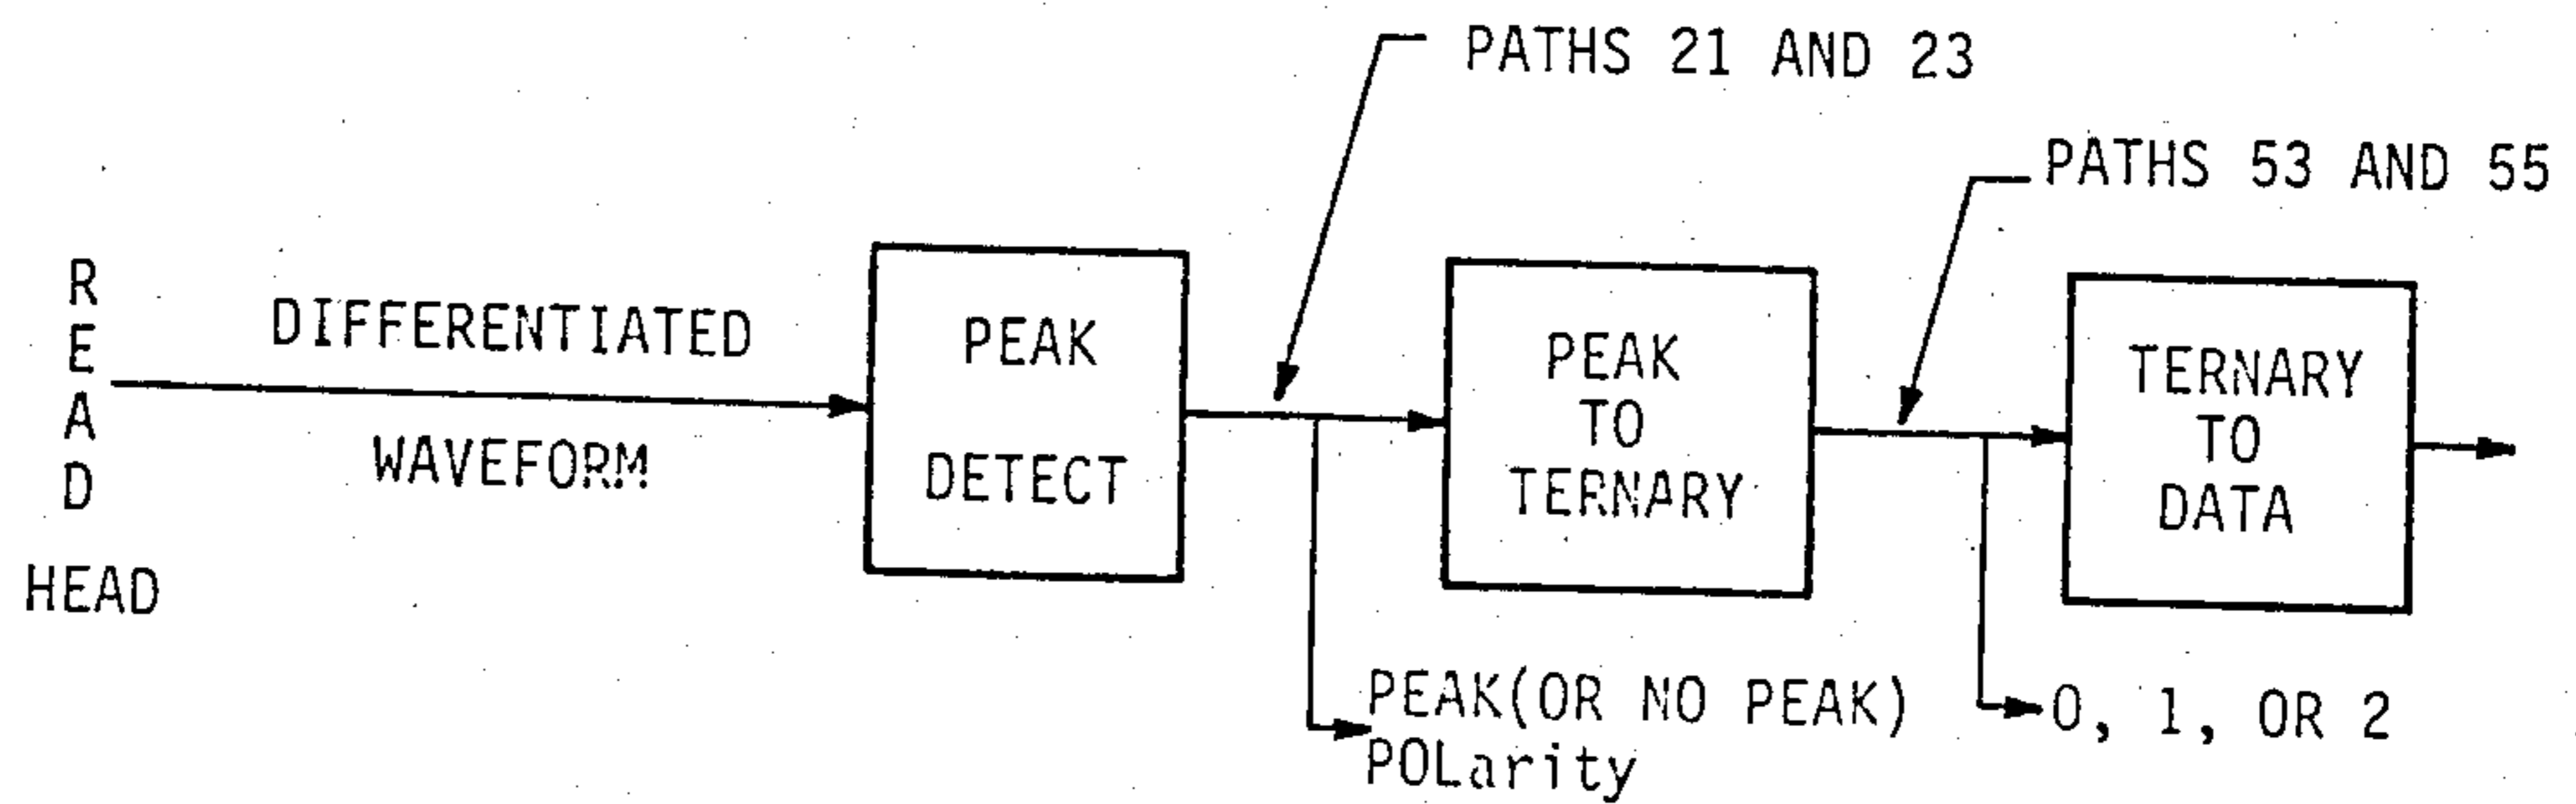 PATHS 21 AND 23
PATHS 53 AND 55
READ
HEAD
DIFFERENTIATED
WAVEFORM
PEAK
DETECT
PEAK
TO
TERNARY
TERNARY
TO
DATA
PEAK(OR NO PEAK)
POLarity
0, 1, OR 2